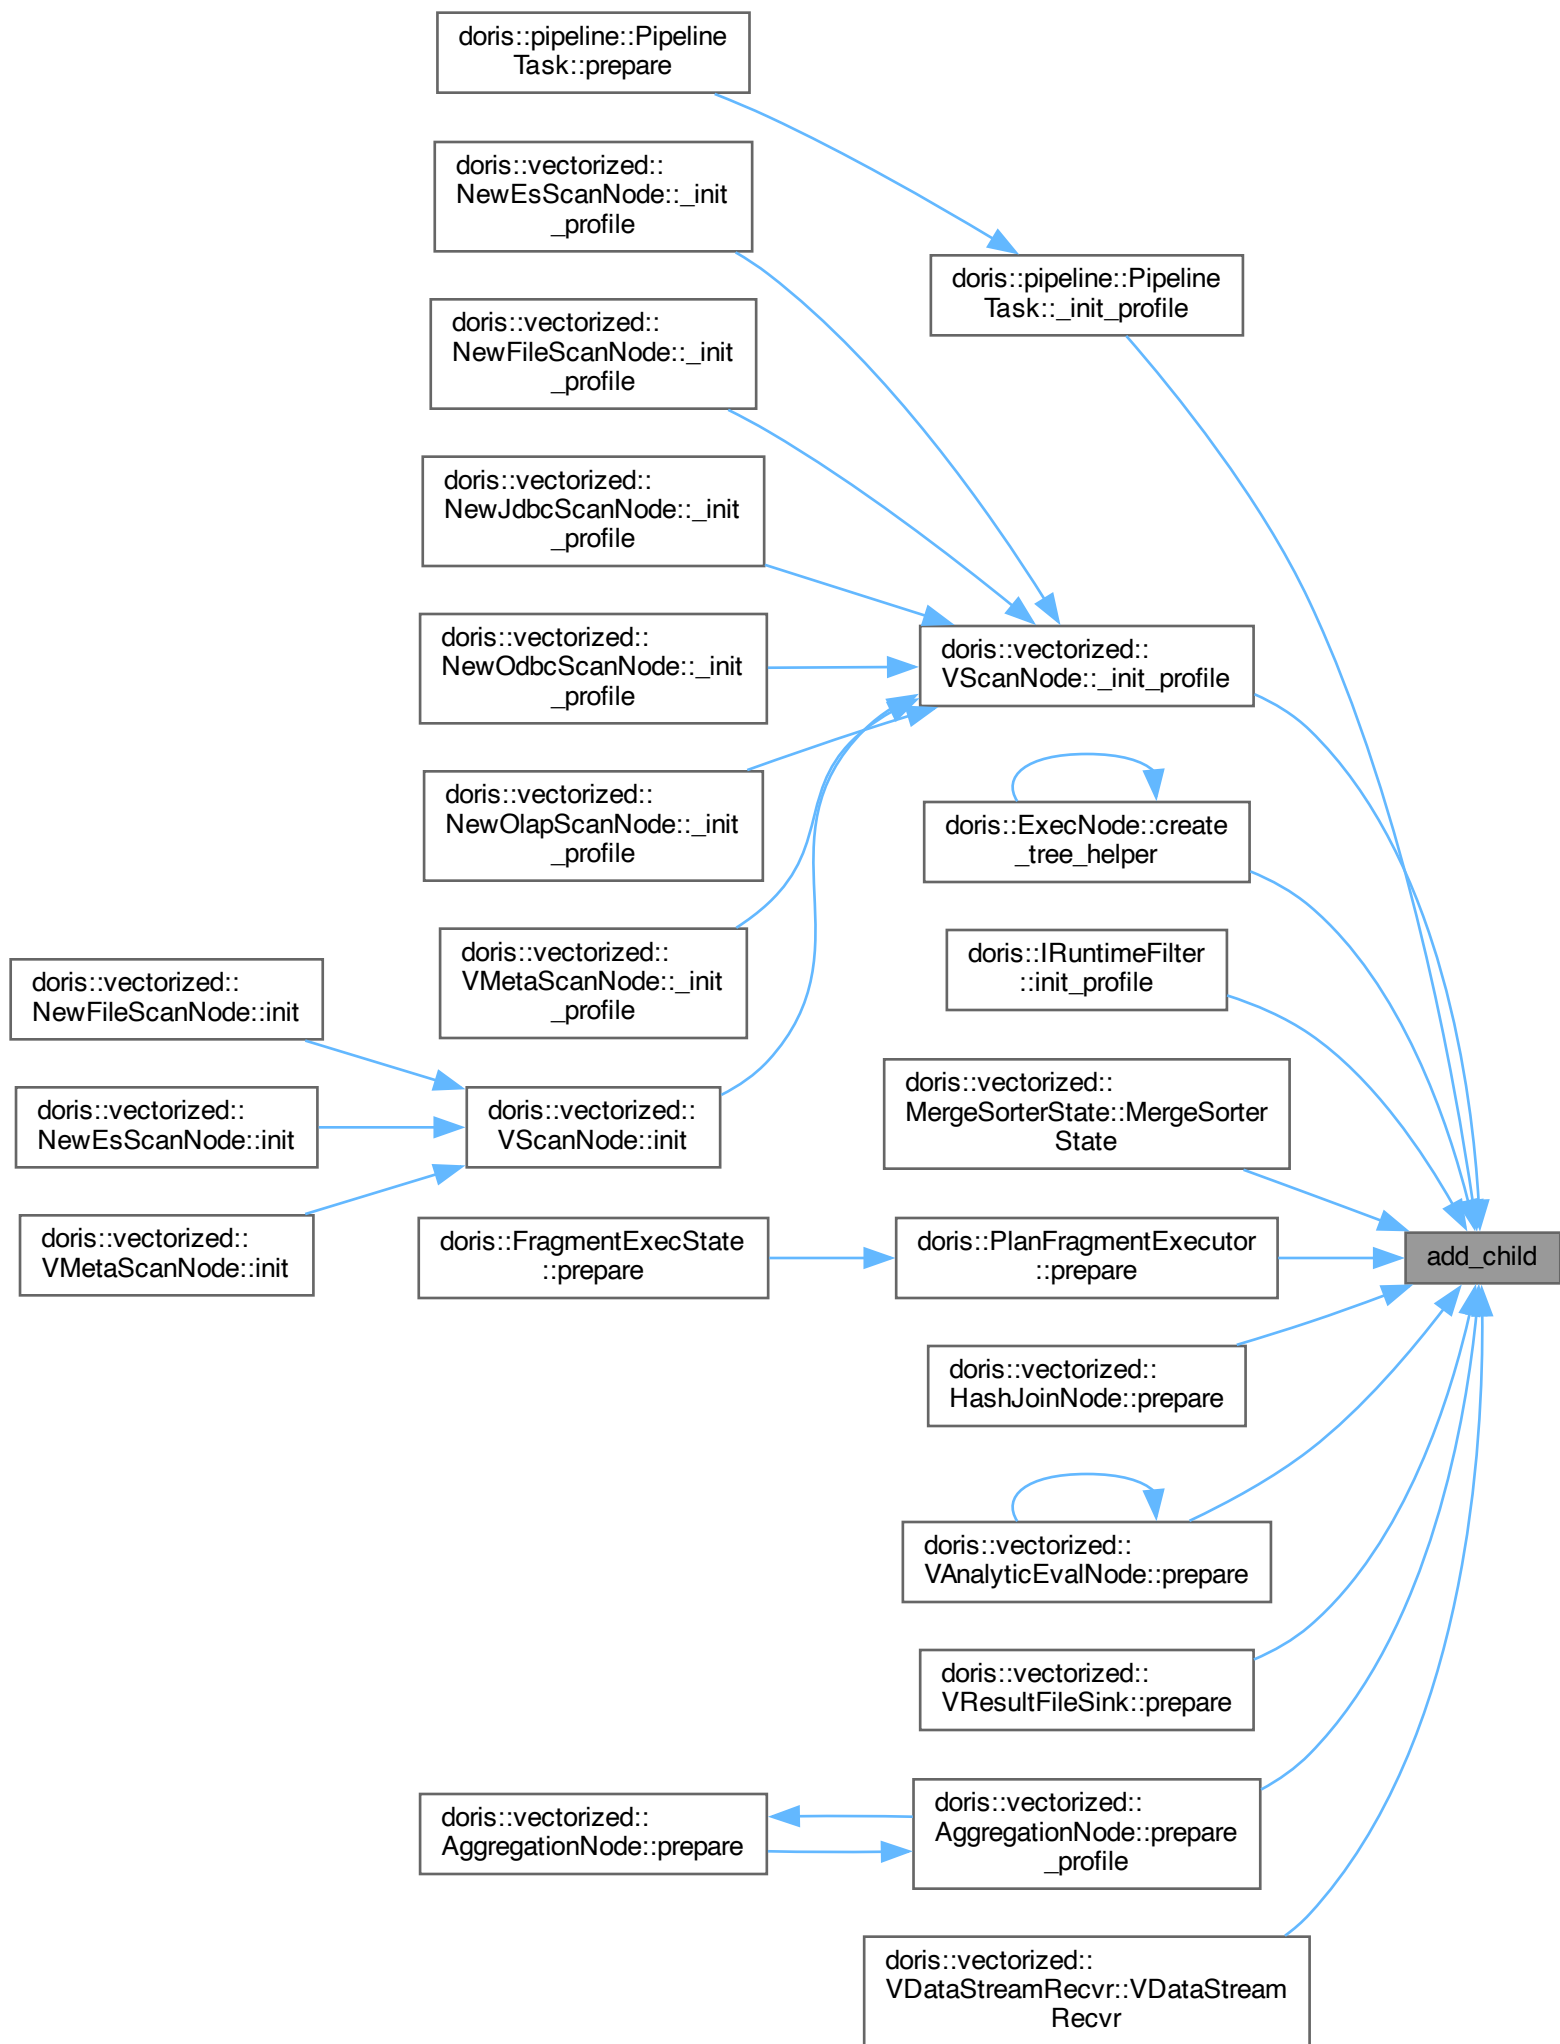 doris::pipeline::Pipeline
Task::prepare
doris::vectorized::
NewEsScanNode::_init
_profile
doris::pipeline::Pipeline
Task::_init_profile
doris::vectorized::
NewFileScanNode::_init
_profile
doris::vectorized::
NewJdbcScanNode::_init
_profile
doris::vectorized::
NewOdbcScanNode::_init
_profile
doris::vectorized::
VScanNode::_init_profile
doris::vectorized::
NewOlapScanNode::_init
_profile
doris::ExecNode::create
_tree_helper
doris::vectorized::
VMetaScanNode::_init
_profile
doris::IRuntimeFilter
::init_profile
doris::vectorized::
NewFileScanNode::init
doris::vectorized::
NewEsScanNode::init
doris::vectorized::
VScanNode::init
doris::vectorized::
MergeSorterState::MergeSorter
State
doris::vectorized::
VMetaScanNode::init
doris::FragmentExecState
::prepare
doris::PlanFragmentExecutor
::prepare
add_child
doris::vectorized::
HashJoinNode::prepare
doris::vectorized::
VAnalyticEvalNode::prepare
doris::vectorized::
VResultFileSink::prepare
doris::vectorized::
AggregationNode::prepare
doris::vectorized::
AggregationNode::prepare
_profile
doris::vectorized::
VDataStreamRecvr::VDataStream
Recvr